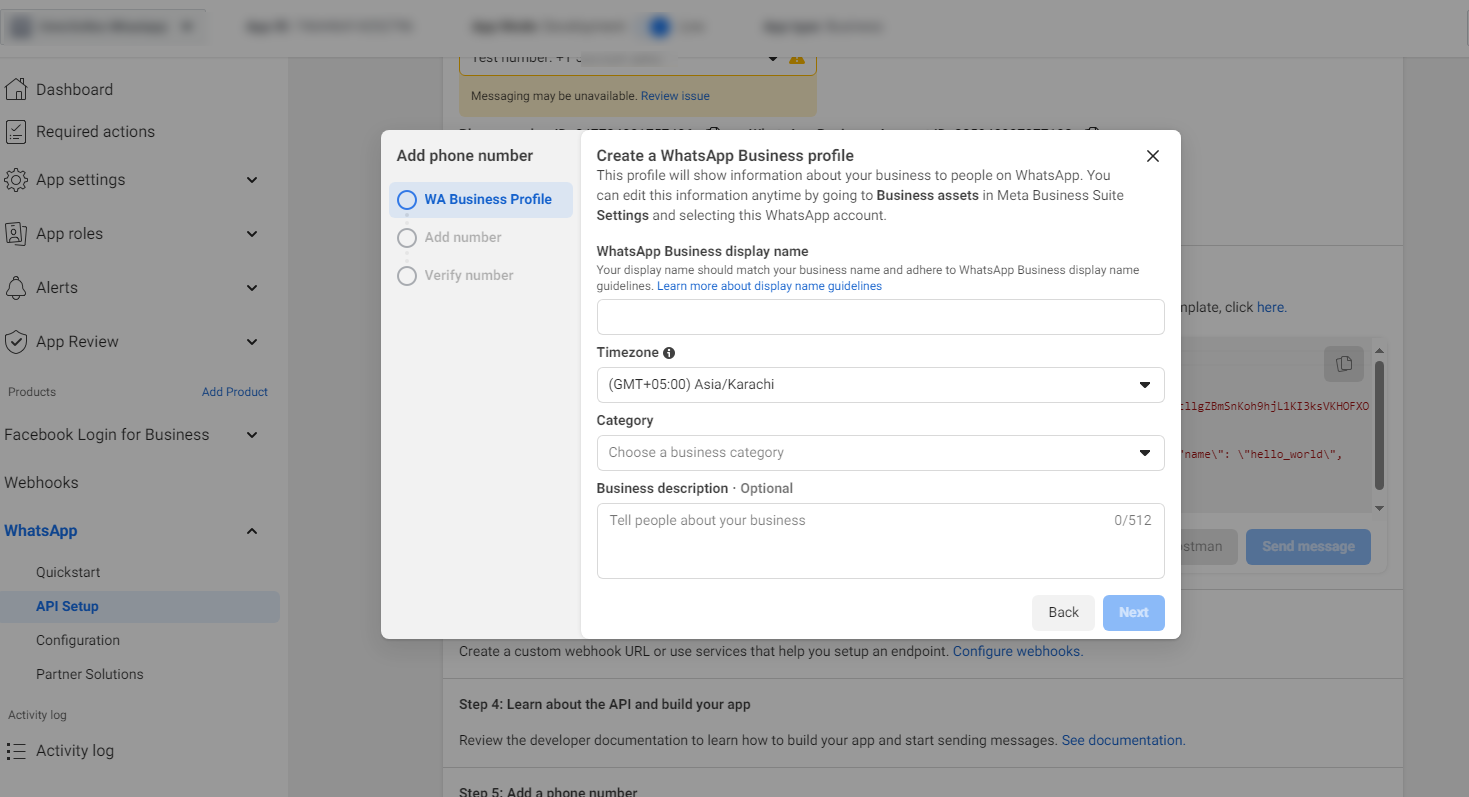 Dashboard
Required actions
App settings
App roles
Alerts
App Review
Products
Add Product
Facebook Login for Business
Webhooks
WhatsApp
Quickstart
API Setup
Configuration
Partner Solutions
Activity log
Activity log
Test number: +1
Messaging may be unavailable. Review issue
Add phone number
WA Business Profile
Add number
Verify number
Create a WhatsApp Business profile
This profile will show information about your business to people on WhatsApp. You
can edit this information anytime by going to Business assets in Meta Business Suite
Settings and selecting this WhatsApp account.
WhatsApp Business display name
Your display name should match your business name and adhere to WhatsApp Business display name
guidelines. Learn more about display name guidelines
Timezone
(GMT+05:00) Asia/Karachi
Category
Choose a business category
Business description · Optional
Tell people about your business
0/512
Back
Next
click here.
name\": \"hello_world\",
Send message
Create a custom webhook URL or use services that help you setup an endpoint. Configure webhooks.
Step 4: Learn about the API and build your app
Review the developer documentation to learn how to build your app and start sending messages. See documentation.
Step 5: Add a phone number